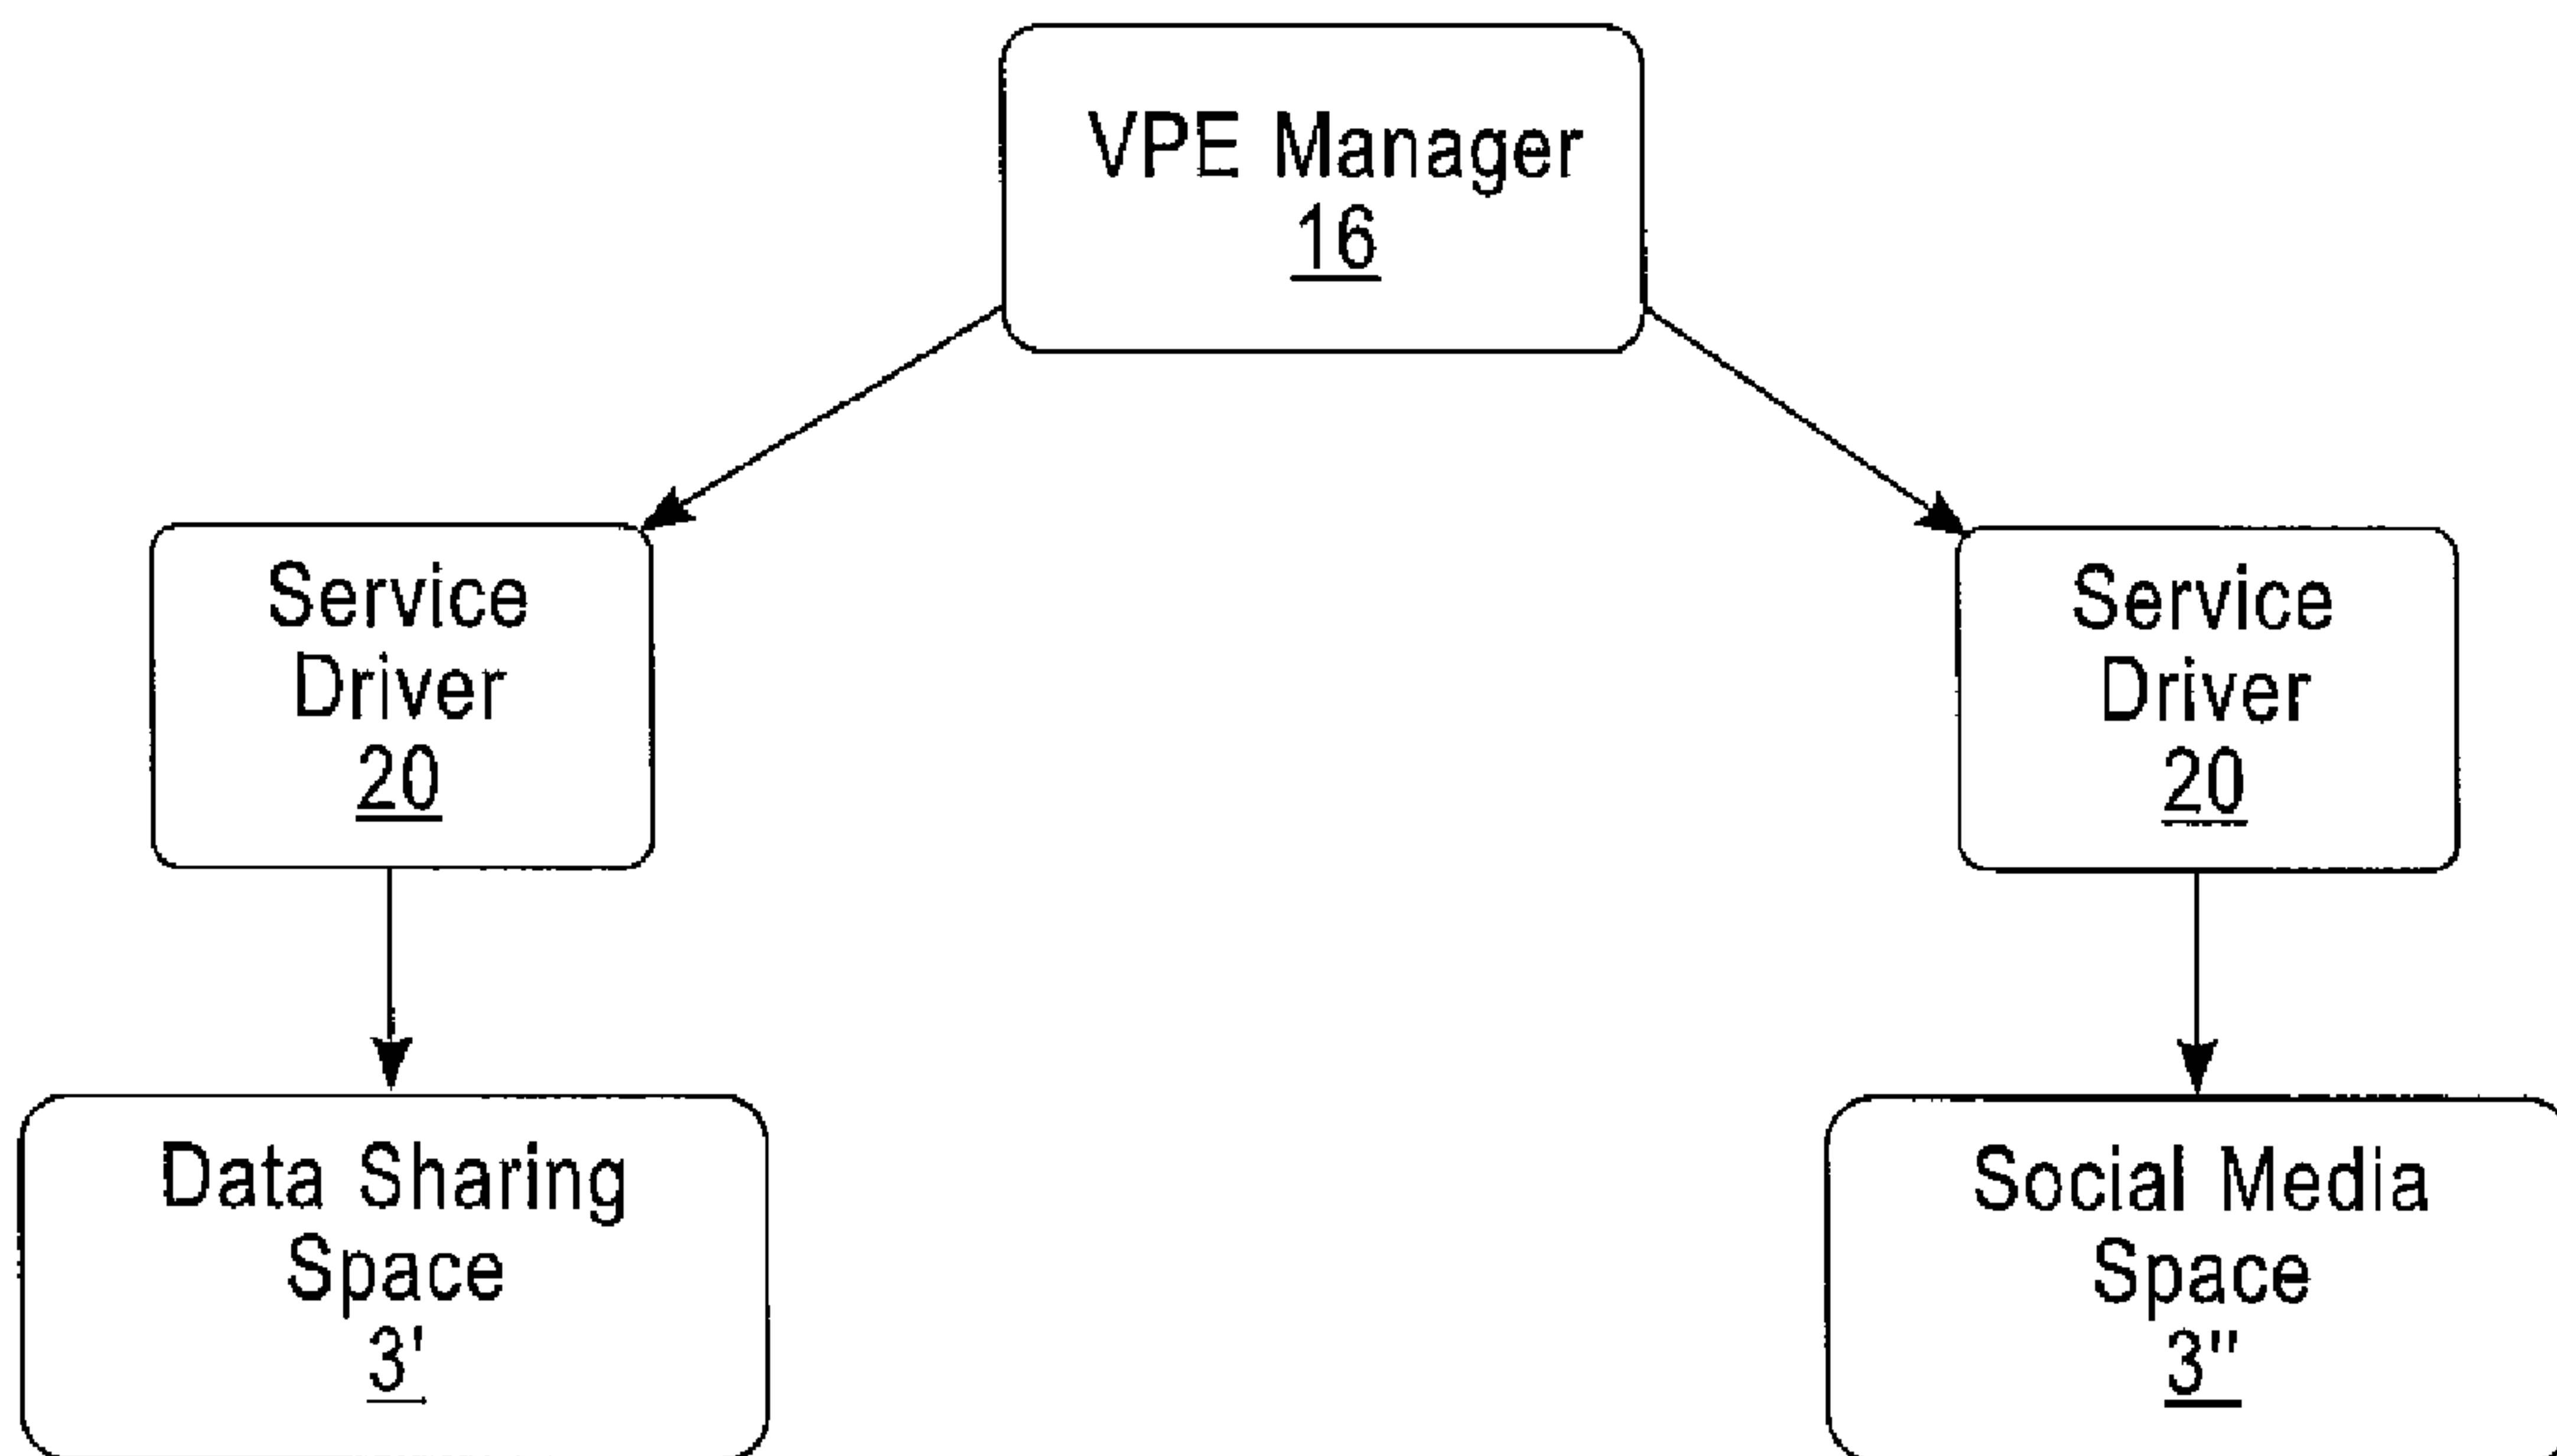 VPE Manager
16
Service
Driver
20
Service
Driver
20
Data Sharing
Space
3'
Social Media
Space
3"